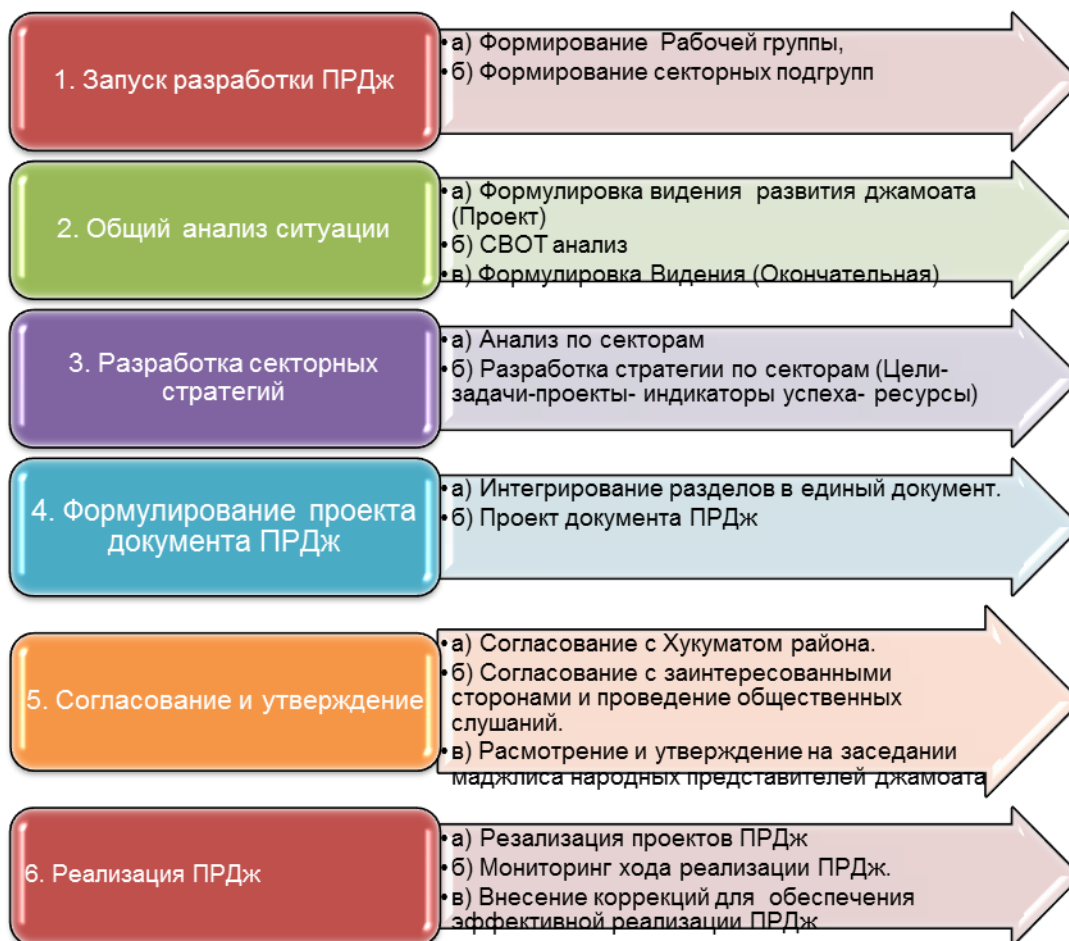 1. Запуск разработки ПРДж
•а) Формирование Рабочей группы,
•б) Формирование секторных подгрупп
2. Общий анализ ситуации
•а) Формулировка видения развития джамоата
(Проект)
•б) СВОТ анализ
•в) Формулировка Видения (Окончательная)
3. Разработка секторных
стратегий
•а) Анализ по секторам
•б) Разработка стратегии по секторам (Цели-
задачи-проекты- индикаторы успеха- ресурсы)
4. Формулирование проекта
документа ПРДж
•а) Интегрирование разделов в единый документ.
•б) Проект документа ПРДж
5. Согласование и утверждение
•а) Согласование с Хукуматом района.
•б) Согласование с заинтересованными
сторонами и проведение общественных
слушаний.
•в) Расмотрение и утверждение на заседании
маджлиса народных представителей джамоата
6. Реализация ПРДж
•а) Резализация проектов ПРДж
•б) Мониторинг хода реализации ПРДж.
•в) Внесение коррекций для обеспечения
эффективной реализации ПРДж